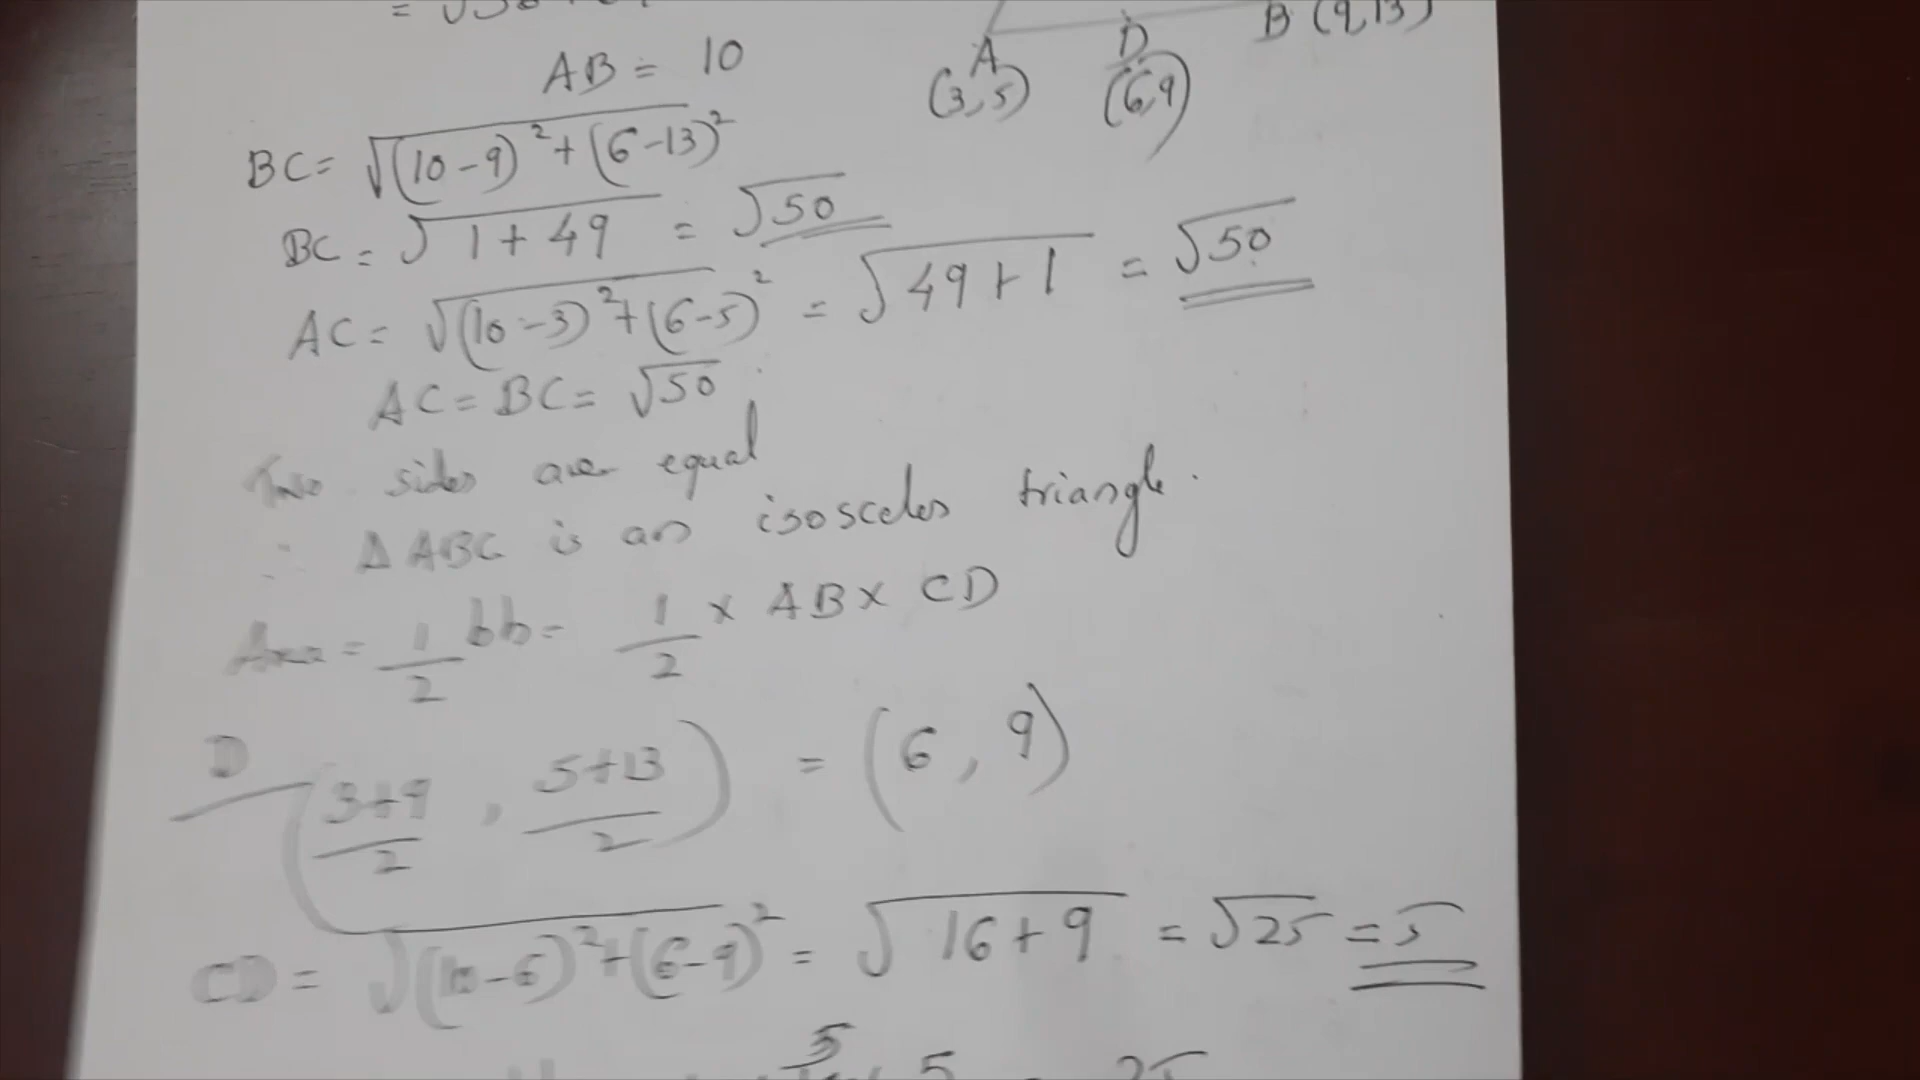 AB = 10
A
(3, 5)
D
(6, 9)
B (9, 13)
BC = √(10-9)² + (6-13)²
BC = √1 + 49 = √50
AC = √(10-3)² + (6-5)² = √49 + 1 = √50
AC = BC = √50
Two sides are equal
∴ Δ ABC is an isosceles triangle.
Area = 1/2 bh = 1/2 × AB × CD
D
(3+9/2 , 5+13/2) = (6, 9)
CD = √(10-6)² + (6-9)² = √16 + 9 = √25 = 5